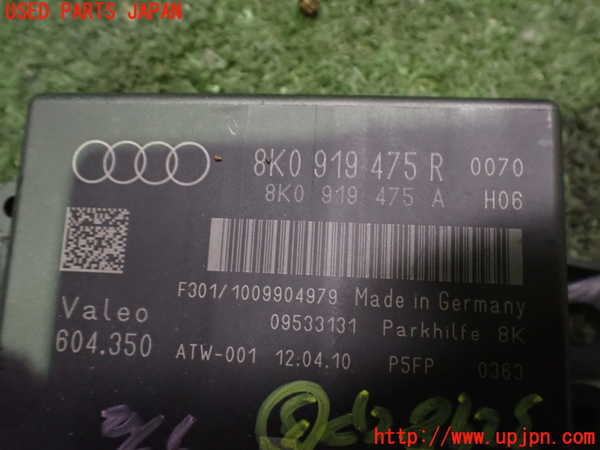 USED PARTS JAPAN
8K0 919 475 R 0070
8K0 919 475 A H06
F301/1009904979 Made in Germany
Valeo 09533131 Parkhilfe 8K
604.350 ATW-001 12.04.10 P5FP 0363
http://www.upjpn.com/